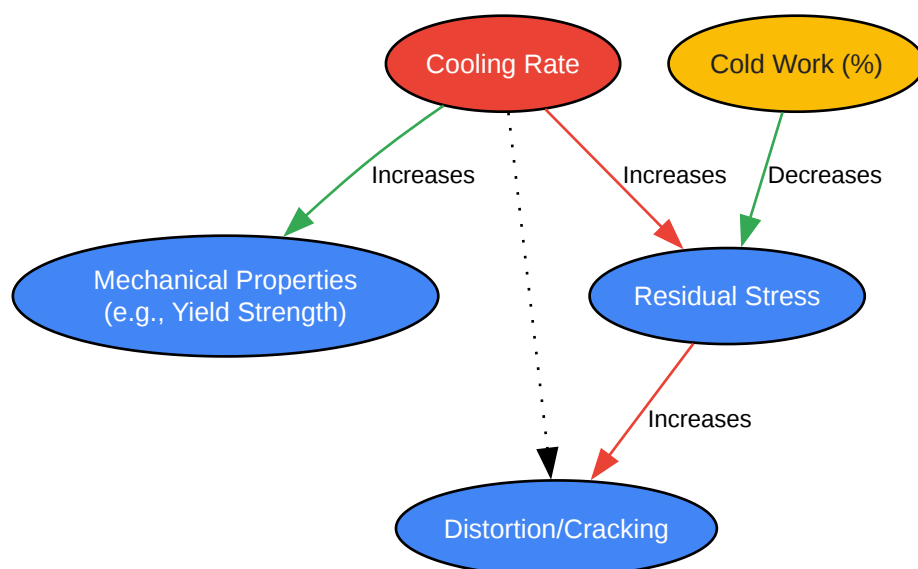 Cooling Rate
Cold Work (%)
Increases
Increases
Decreases
Mechanical Properties
(e.g., Yield Strength)
Residual Stress
Increases
Distortion/Cracking